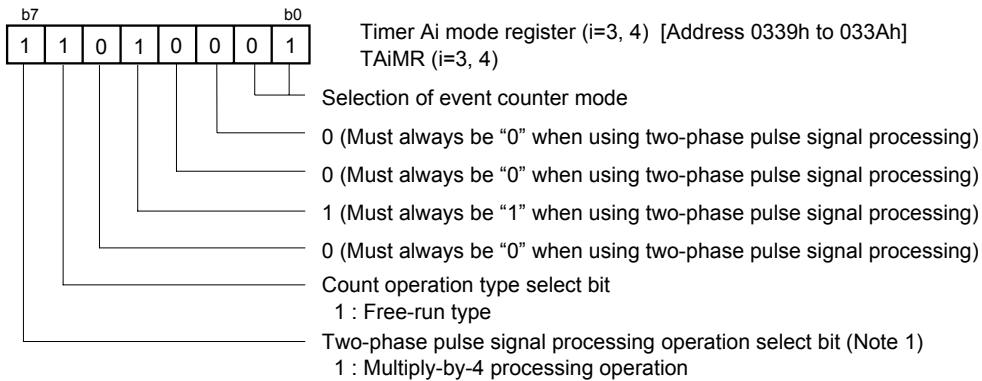 b7 b0
1 1 0 1 0 0 0 1
Timer Ai mode register (i=3, 4) [Address 0339h to 033Ah]
TAiMR (i=3, 4)
Selection of event counter mode
0 (Must always be “0” when using two-phase pulse signal processing)
0 (Must always be “0” when using two-phase pulse signal processing)
1 (Must always be “1” when using two-phase pulse signal processing)
0 (Must always be “0” when using two-phase pulse signal processing)
Count operation type select bit
1 : Free-run type
Two-phase pulse signal processing operation select bit (Note 1)
1 : Multiply-by-4 processing operation